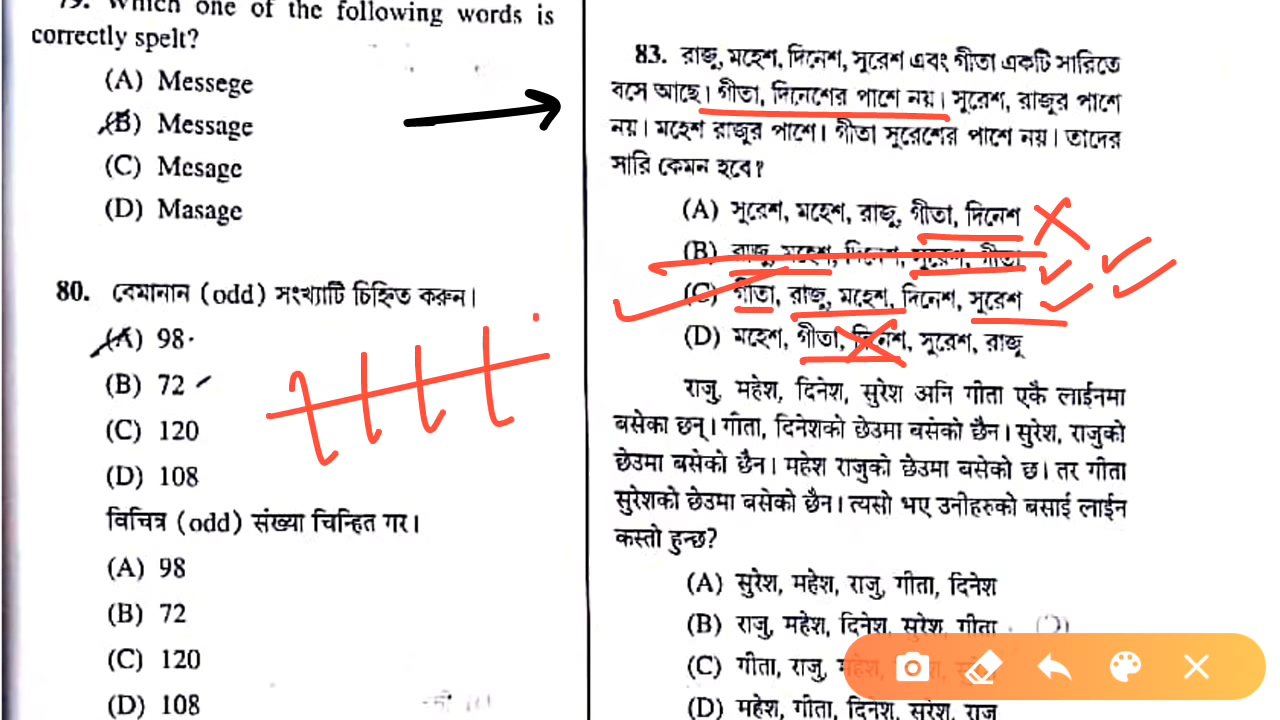 79. Which one of the following words is
correctly spelt?
(A) Messege
(B) Message
(C) Mesage
(D) Masage
80. বেমানান (odd) সংখ্যাটি চিহ্নিত করুন।
(A) 98
(B) 72
(C) 120
(D) 108
विचित्र (odd) संख्या चिन्हित गर।
(A) 98
(B) 72
(C) 120
(D) 108
83. রাজু, মহেশ, দিনেশ, সুরেশ এবং গীতা একটি সারিতে
বসে আছে। গীতা, দিনেশের পাশে নয়। সুরেশ, রাজুর পাশে
নয়। মহেশ রাজুর পাশে। গীতা সুরেশের পাশে নয়। তাদের
সারি কেমন হবে?
(A) সুরেশ, মহেশ, রাজু, গীতা, দিনেশ
(B) রাজু, মহেশ, দিনেশ, সুরেশ, গীতা
(C) গীতা, রাজু, মহেশ, দিনেশ, সুরেশ
(D) মহেশ, গীতা, দিনেশ, সুরেশ, রাজু
राजु, महेश, दिनेश, सुरेश अनि गीता एकै लाईनमा
बसेका छन्। गीता, दिनेशको छेउमा बसेको छैन। सुरेश, राजुको
छेउमा बसेको छैन। महेश राजुको छेउमा बसेको छ। तर गीता
सुरेशको छेउमा बसेको छैन। त्यसो भए उनीहरुको बसाई लाईन
कस्तो हुन्छ?
(A) सुरेश, महेश, राजु, गीता, दिनेश
(B) राजु, महेश, दिनेश, सुरेश, गीता
(C) गीता, राजु,
(D) महेश, गीता, दिनेश, सुरेश, राजु